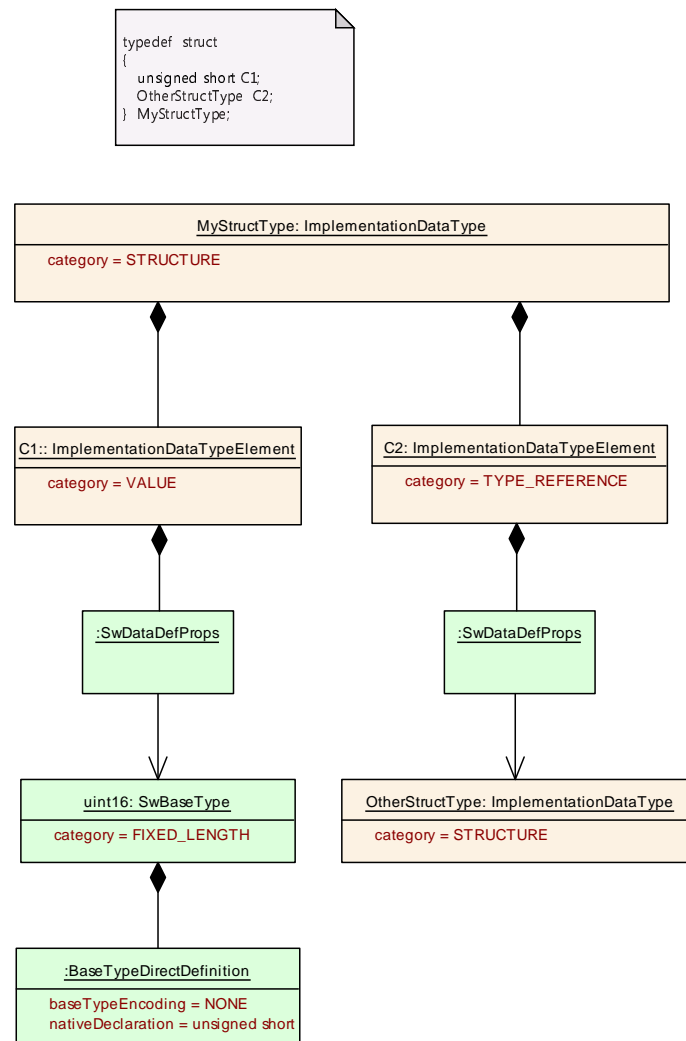 typedef struct
{
unsigned short C1;
OtherStructType C2;
} MyStructType;
MyStructType: ImplementationDataType
category = STRUCTURE
C1:: ImplementationDataTypeElement
category = VALUE
C2: ImplementationDataTypeElement
category = TYPE_REFERENCE
:SwDataDefProps
:SwDataDefProps
uint16: SwBaseType
category = FIXED_LENGTH
OtherStructType: ImplementationDataType
category = STRUCTURE
:BaseTypeDirectDefinition
baseTypeEncoding = NONE
nativeDeclaration = unsigned short